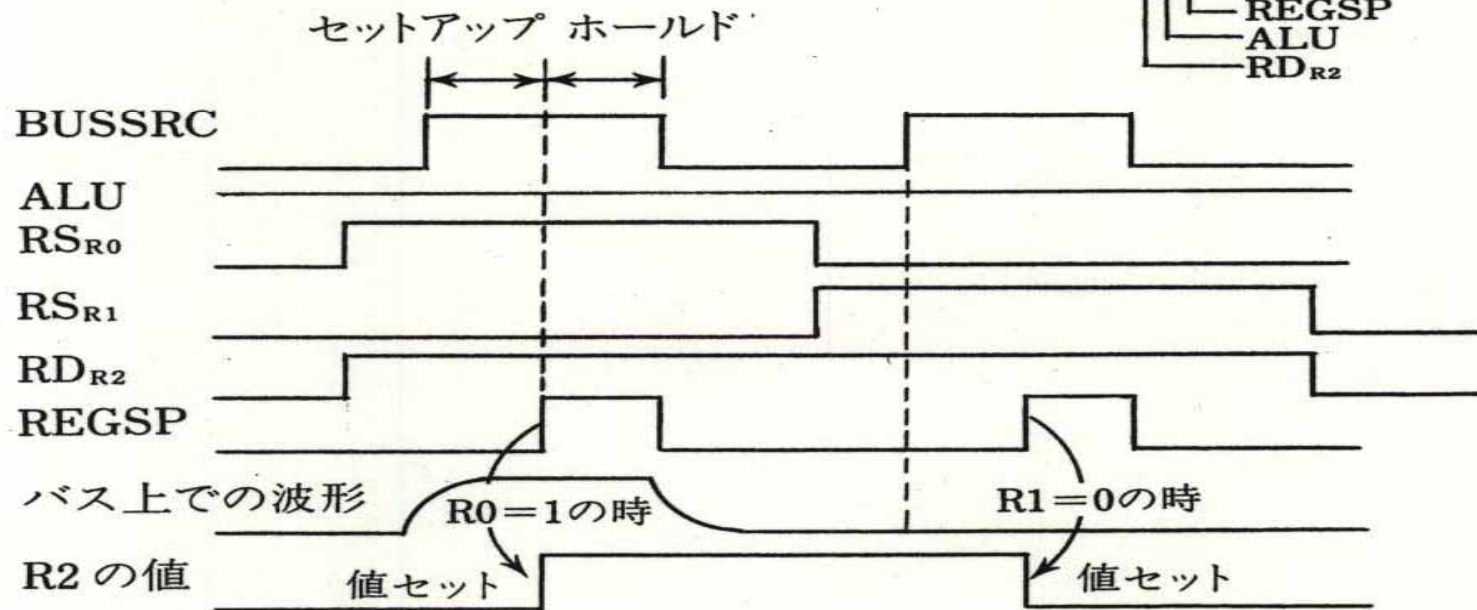 REGSP
ALU
RDR2
セットアップ ホールド
BUSSRC
ALU
RSR0
RSR1
RDR2
REGSP
バス上での波形
R0=1の時
R1=0の時
R2 の値
値セット
値セット